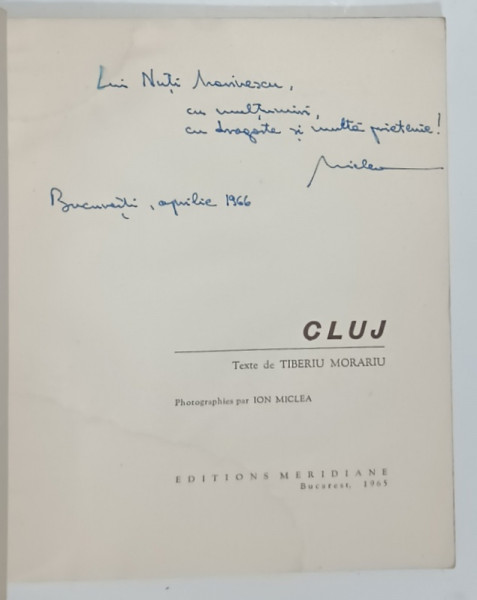 Lui Nuți Marinescu,
cu mulțumiri,
cu dragoste și multă prietenie!
Miclea
București, aprilie 1966
CLUJ
Texte de TIBERIU MORARIU
Photographies par ION MICLEA
EDITIONS MERIDIANE
Bucarest, 1965